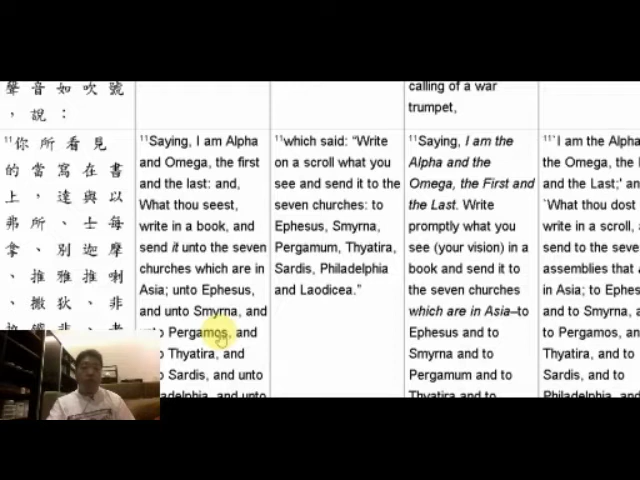 聲音如吹號
，說：
11你所看見
的當寫在書
上，達與以
弗所、士每
拿、別迦摩
、推雅推喇
、撒狄、非
11Saying, I am Alpha
and Omega, the first
and the last: and,
What thou seest,
write in a book, and
send it unto the seven
churches which are in
Asia; unto Ephesus,
and unto Smyrna, and
Pergamos, and
Thyatira, and
Sardis, and unto
and unto
11which said: “Write
on a scroll what you
see and send it to the
seven churches: to
Ephesus, Smyrna,
Pergamum, Thyatira,
Sardis, Philadelphia
and Laodicea.”
calling of a war
trumpet,
11Saying, I am the
Alpha and the
Omega, the First and
the Last. Write
promptly what you
see (your vision) in a
book and send it to
the seven churches
which are in Asia–to
Ephesus and to
Smyrna and to
Pergamum and to
Thyatira and to
11`I am the Alpha
the Omega, the
and the Last;' and
`What thou dost
write in a scroll, a
send to the seve
assemblies that
in Asia; to Ephes
and to Smyrna, a
to Pergamos, an
to Thyatira, and to
Sardis, and to
Philadelphia, and